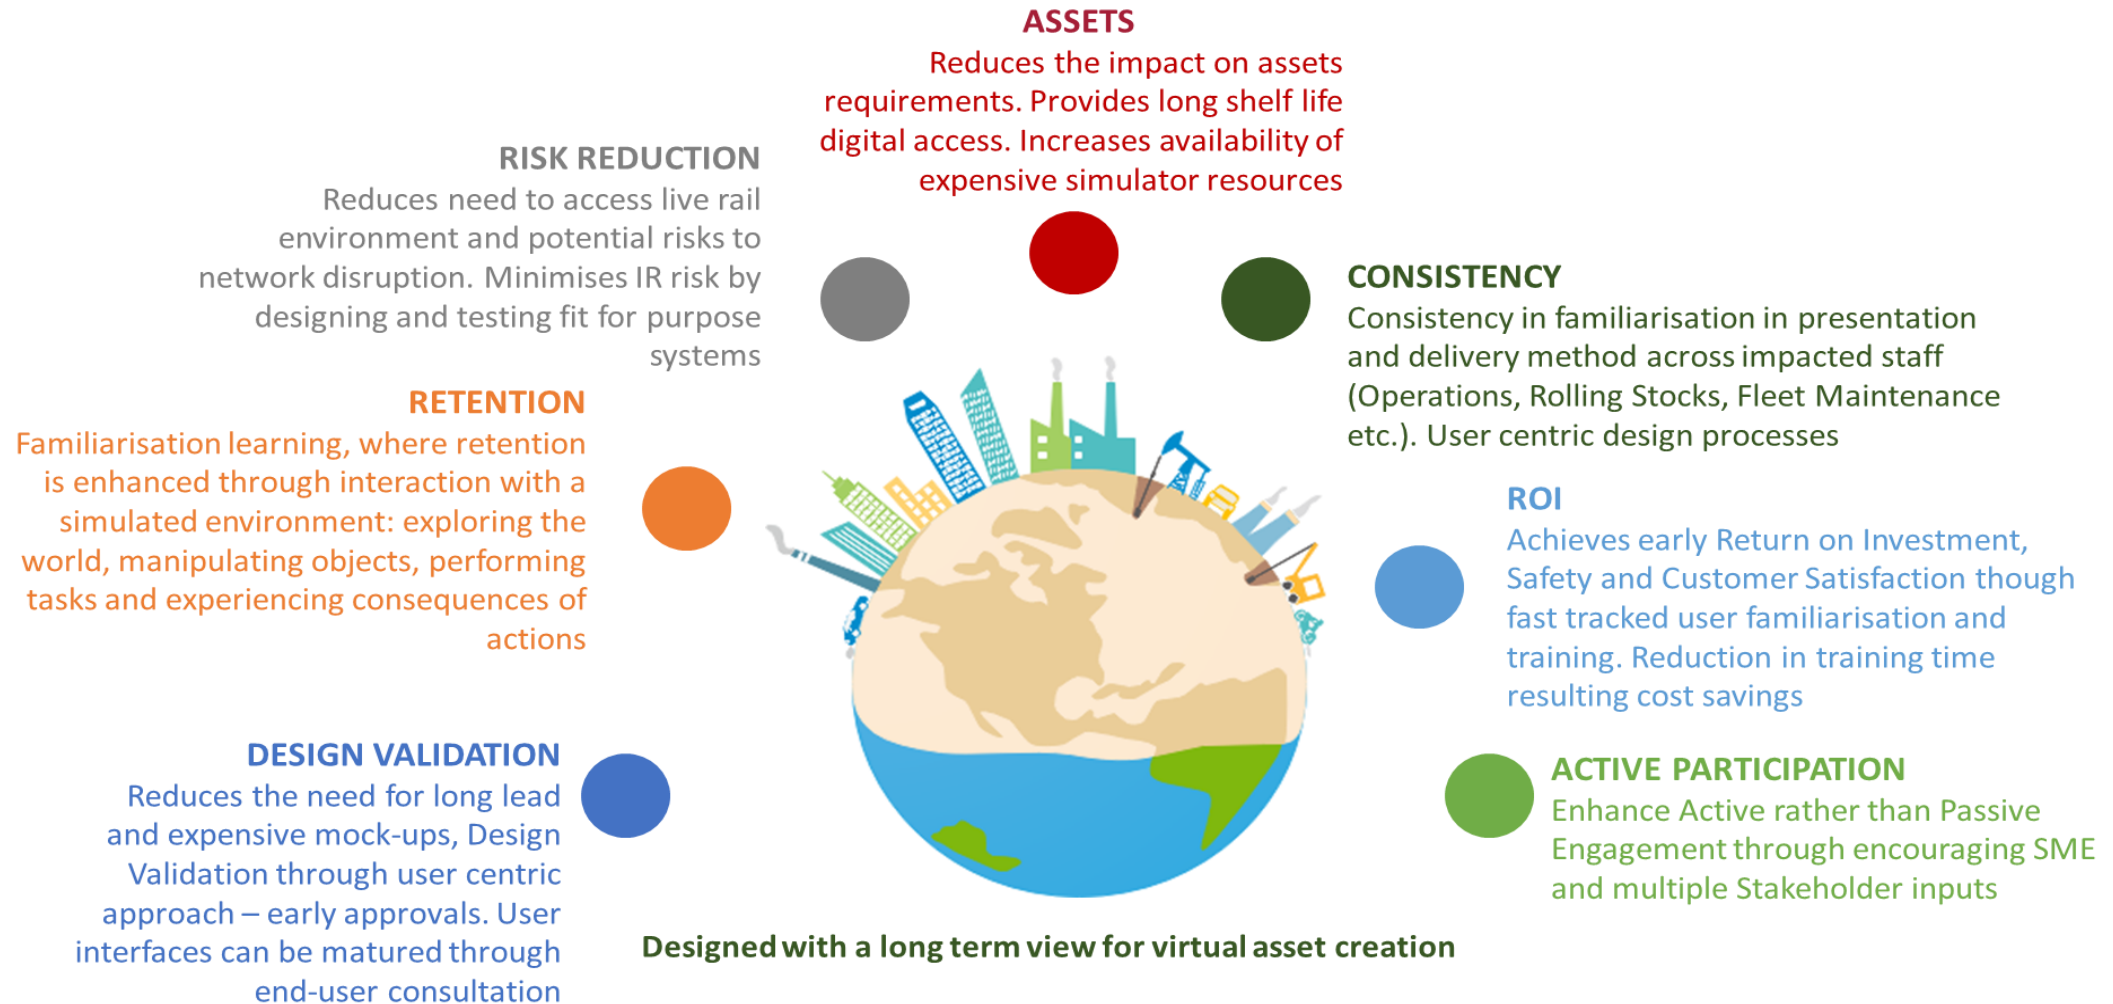 ASSETS
Reduces the impact on assets
requirements. Provides long shelf life
digital access. Increases availability of
expensive simulator resources
RISK REDUCTION
Reduces need to access live rail
environment and potential risks to
network disruption. Minimises IR risk by
designing and testing fit for purpose
systems
CONSISTENCY
Consistency in familiarisation in presentation
and delivery method across impacted staff
(Operations, Rolling Stocks, Fleet Maintenance
etc.). User centric design processes
RETENTION
Familiarisation learning, where retention
is enhanced through interaction with a
simulated environment: exploring the
world, manipulating objects, performing
tasks and experiencing consequences of
actions
ROI
Achieves early Return on Investment,
Safety and Customer Satisfaction though
fast tracked user familiarisation and
training. Reduction in training time
resulting cost savings
DESIGN VALIDATION
Reduces the need for long lead
and expensive mock-ups, Design
Validation through user centric
approach – early approvals. User
interfaces can be matured through
end-user consultation
ACTIVE PARTICIPATION
Enhance Active rather than Passive
Engagement through encouraging SME
and multiple Stakeholder inputs
Designed with a long term view for virtual asset creation